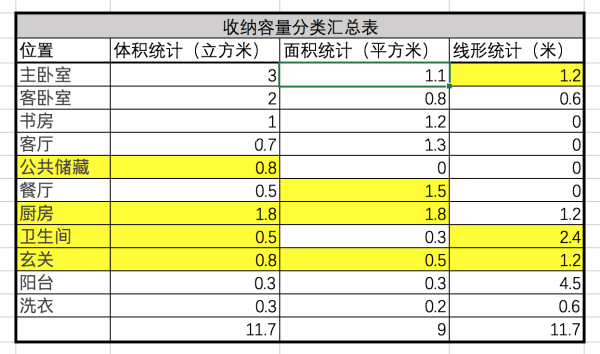 收纳容量分类汇总表
位置 体积统计（立方米） 面积统计（平方米） 线形统计（米）
主卧室 3 1.1 1.2
客卧室 2 0.8 0.6
书房 1 1.2 0
客厅 0.7 1.3 0
公共储藏 0.8 0 0
餐厅 0.5 1.5 0
厨房 1.8 1.8 1.2
卫生间 0.5 0.3 2.4
玄关 0.8 0.5 1.2
阳台 0.3 0.3 4.5
洗衣 0.3 0.2 0.6
11.7 9 11.7